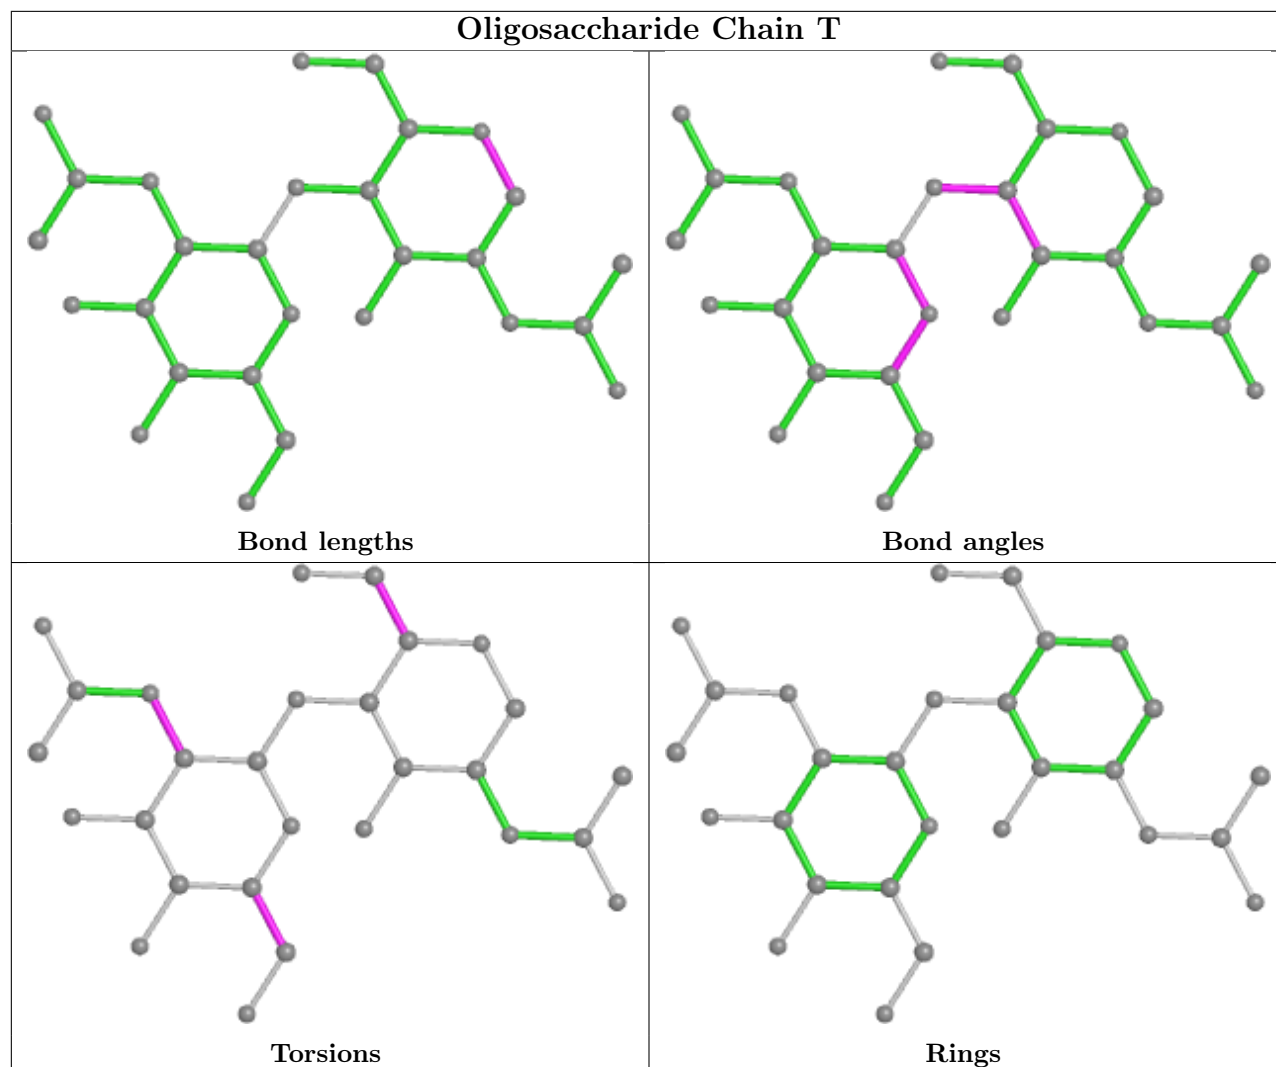 Oligosaccharide Chain T
Bond lengths
Bond angles
Torsions
Rings